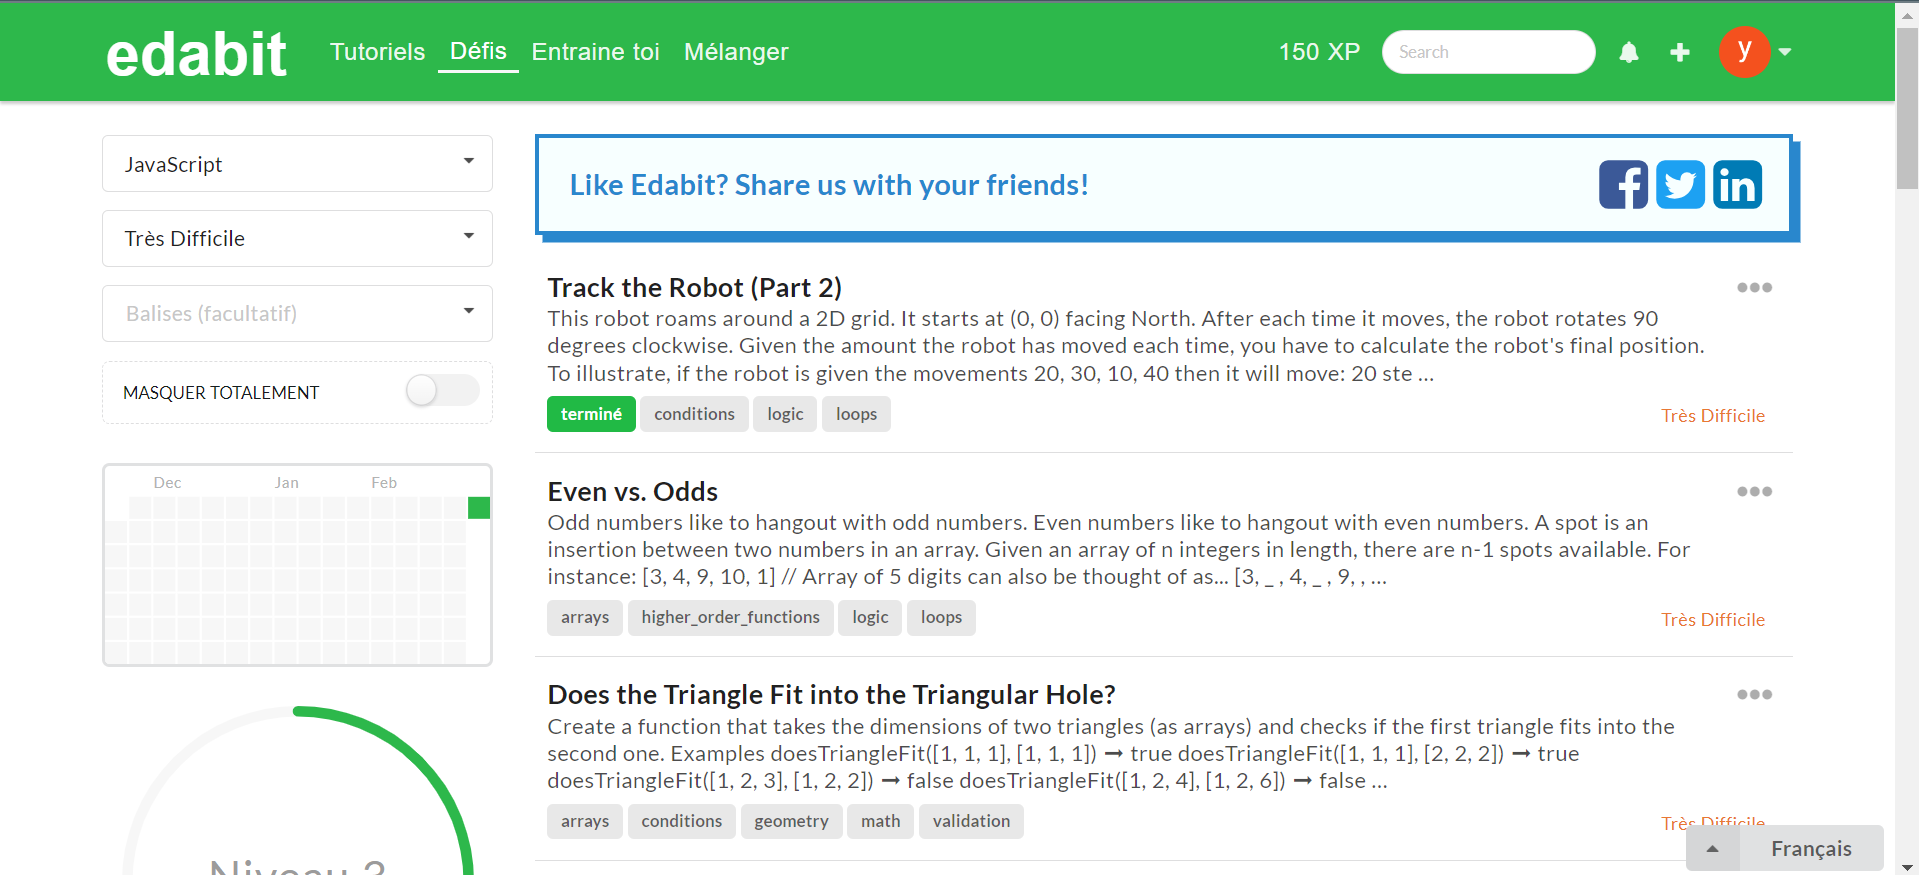 edabit Tutoriels Défis Entraine toi Mélanger 150 XP Search y
JavaScript
Très Difficile
Balises (facultatif)
MASQUER TOTALEMENT
Dec Jan Feb
Niveau 3
Like Edabit? Share us with your friends!
Track the Robot (Part 2)
This robot roams around a 2D grid. It starts at (0, 0) facing North. After each time it moves, the robot rotates 90
degrees clockwise. Given the amount the robot has moved each time, you have to calculate the robot's final position.
To illustrate, if the robot is given the movements 20, 30, 10, 40 then it will move: 20 ste ...
terminé conditions logic loops
Très Difficile
Even vs. Odds
Odd numbers like to hangout with odd numbers. Even numbers like to hangout with even numbers. A spot is an
insertion between two numbers in an array. Given an array of n integers in length, there are n-1 spots available. For
instance: [3, 4, 9, 10, 1] // Array of 5 digits can also be thought of as... [3, _ , 4, _ , 9, , ...
arrays higher_order_functions logic loops
Très Difficile
Does the Triangle Fit into the Triangular Hole?
Create a function that takes the dimensions of two triangles (as arrays) and checks if the first triangle fits into the
second one. Examples doesTriangleFit([1, 1, 1], [1, 1, 1]) ➞ true doesTriangleFit([1, 1, 1], [2, 2, 2]) ➞ true
doesTriangleFit([1, 2, 3], [1, 2, 2]) ➞ false doesTriangleFit([1, 2, 4], [1, 2, 6]) ➞ false ...
arrays conditions geometry math validation
Très Difficile
Français